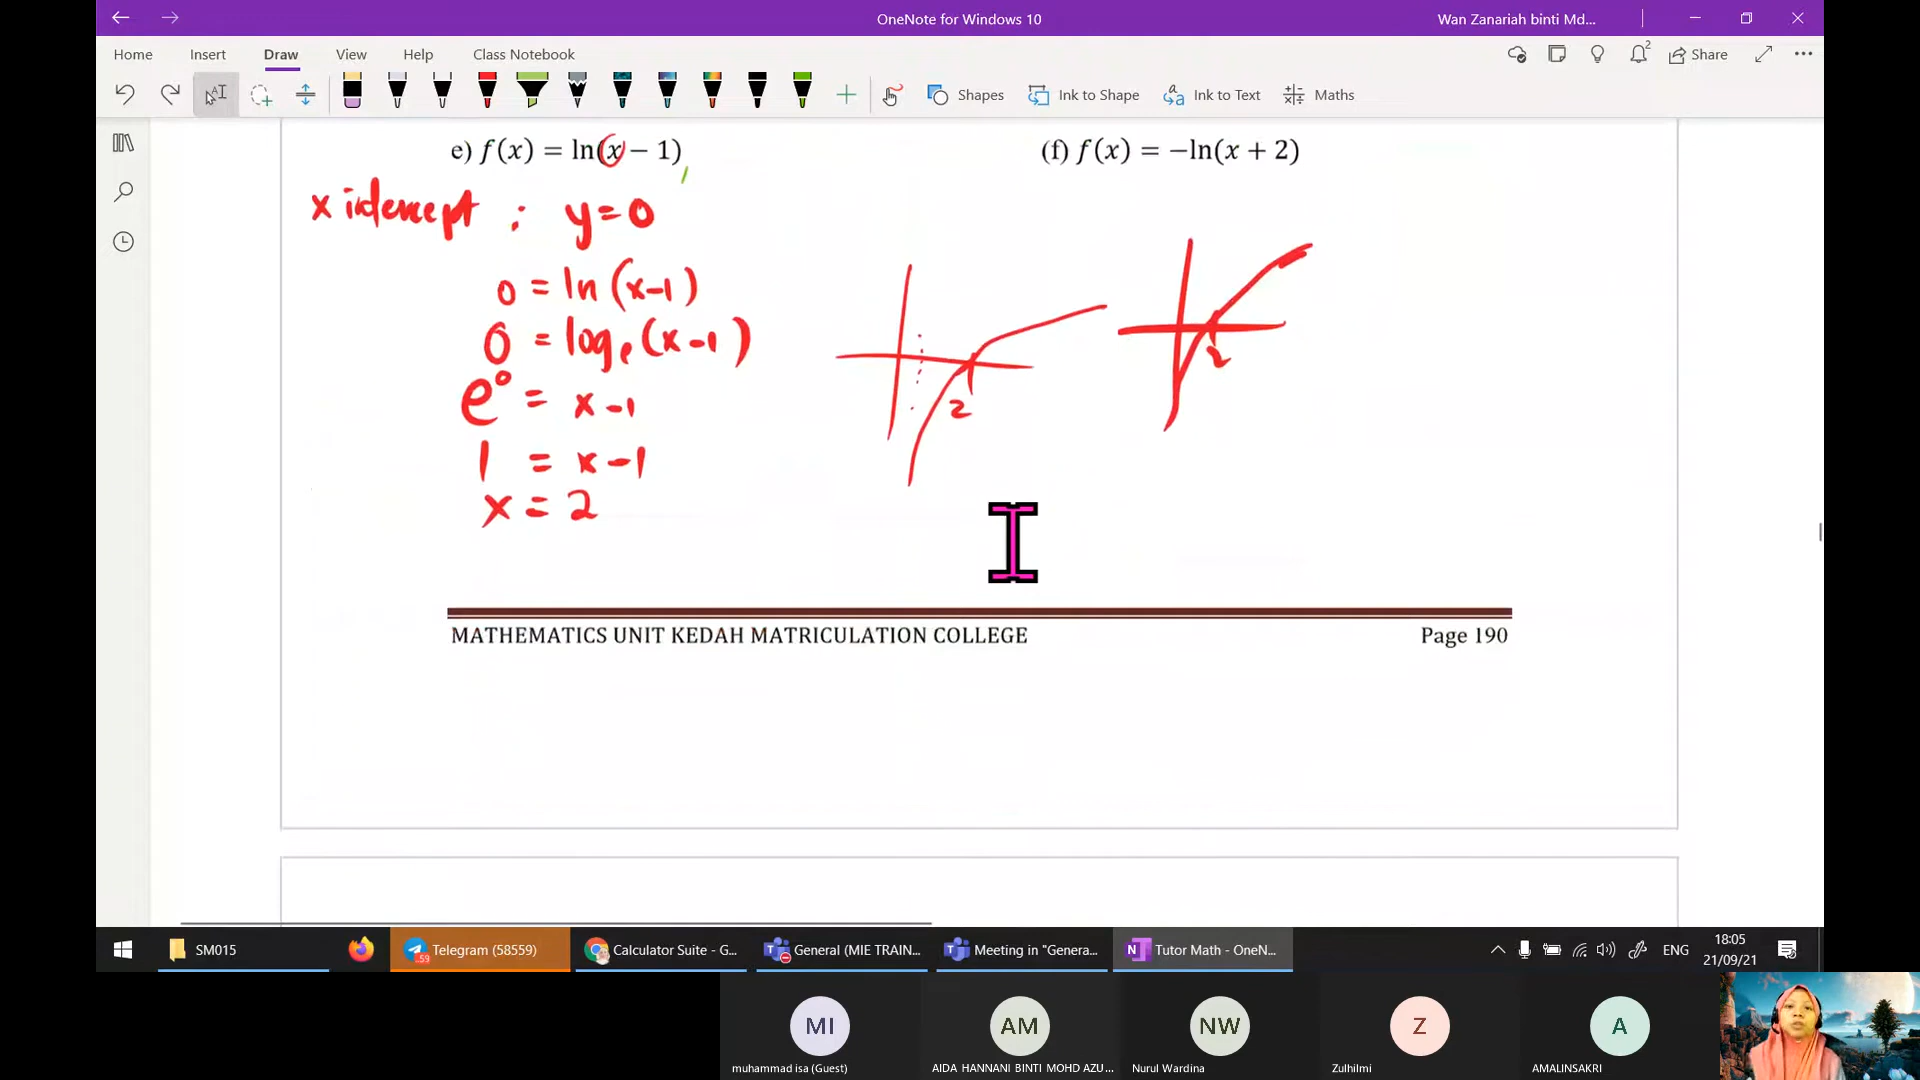 OneNote for Windows 10
Wan Zanariah binti Md...
Home Insert Draw View Help Class Notebook
2
Share
Shapes Ink to Shape Ink to Text Maths
e) f(x) = ln(x − 1)
(f) f(x) = −ln(x + 2)
x intercept : y = 0
0 = ln (x-1)
0 = log e (x-1)
e⁰ = x - 1
1 = x - 1
x = 2
2
2
MATHEMATICS UNIT KEDAH MATRICULATION COLLEGE
Page 190
SM015
59
Telegram (58559)
Calculator Suite - G...
General (MIE TRAIN...
Meeting in "Genera...
N
Tutor Math - OneN...
ENG
18:05
21/09/21
MI
AM
NW
Z
A
muhammad isa (Guest)
AIDA HANNANI BINTI MOHD AZU...
Nurul Wardina
Zulhilmi
AMALINSAKRI